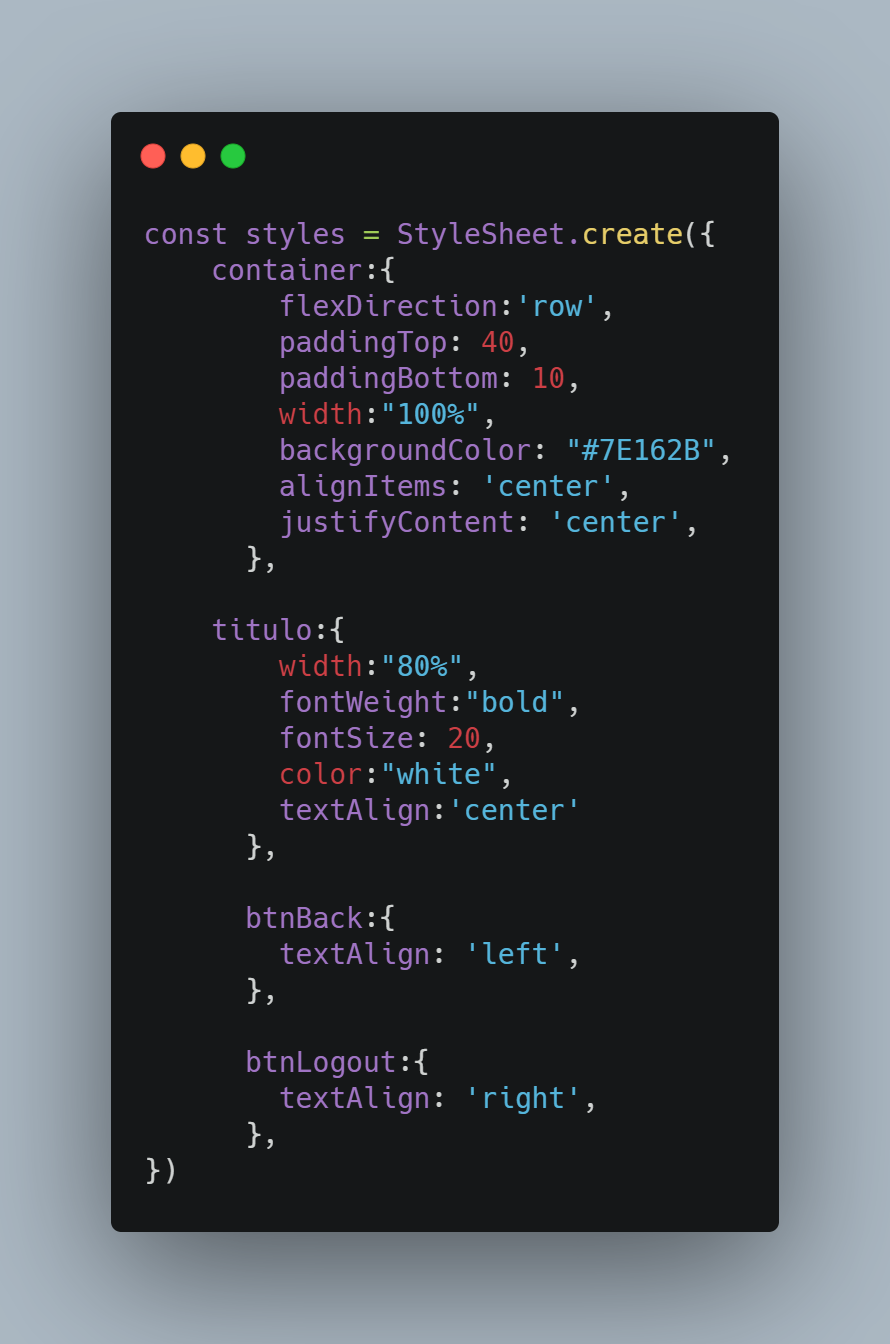 const styles = StyleSheet.create({
    container:{
        flexDirection:'row',
        paddingTop: 40,
        paddingBottom: 10,
        width:"100%",
        backgroundColor: "#7E162B",
        alignItems: 'center',
        justifyContent: 'center',
      },

    titulo:{
        width:"80%",
        fontWeight:"bold",
        fontSize: 20,
        color:"white",
        textAlign:'center'
      },

      btnBack:{
        textAlign: 'left',
      },

      btnLogout:{
        textAlign: 'right',
      },
})